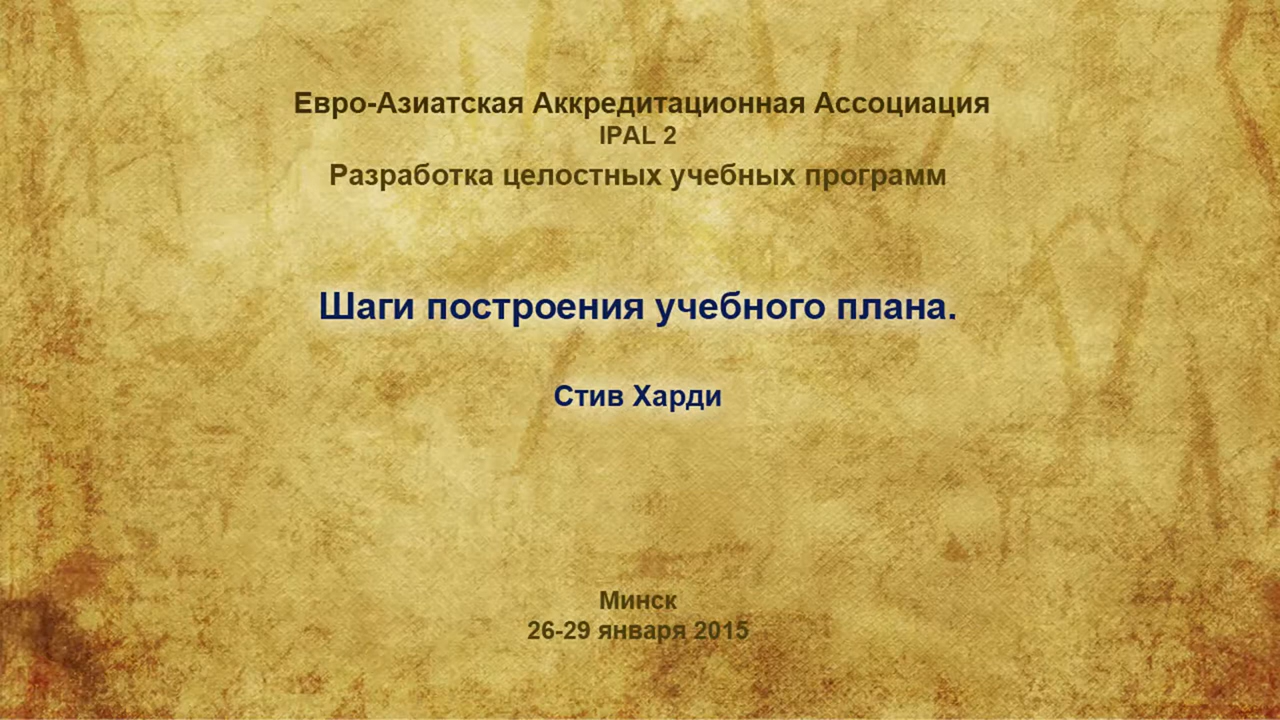 Евро-Азиатская Аккредитационная Ассоциация
IPAL 2
Разработка целостных учебных программ
Шаги построения учебного плана.
Стив Харди
Минск
26-29 января 2015